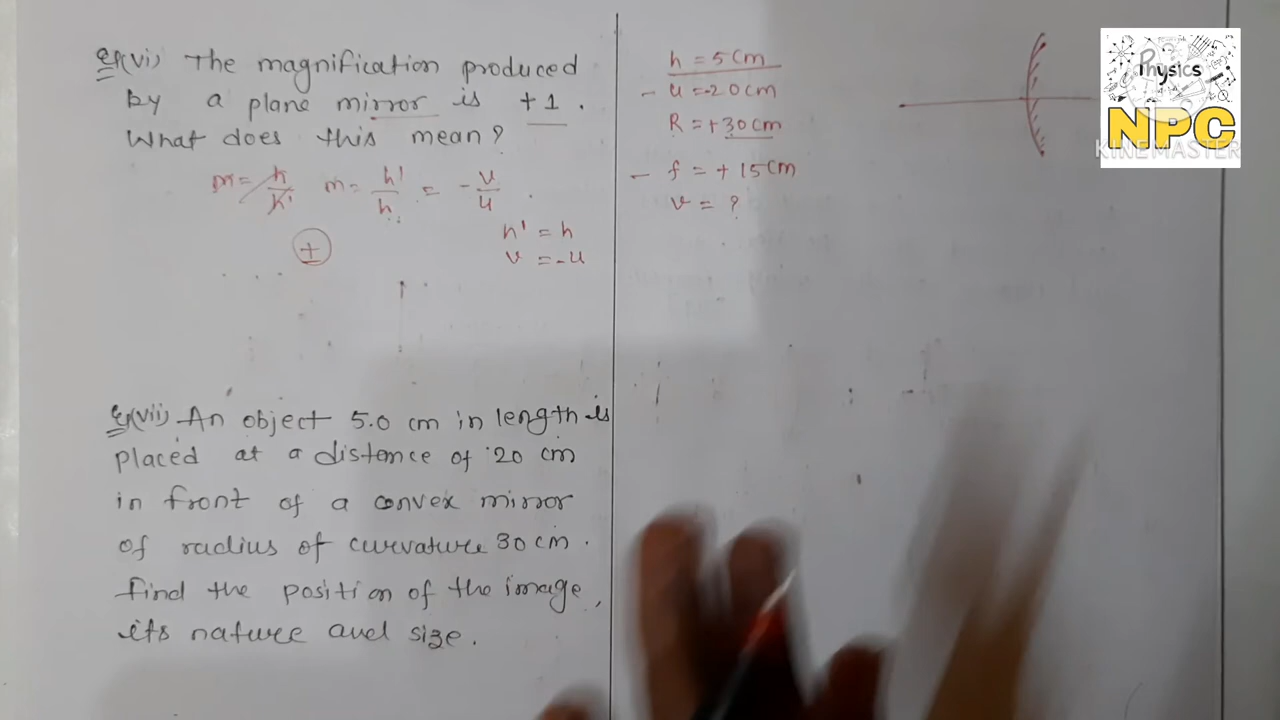 Ex(vi) The magnification produced
by a plane mirror is +1.
What does this mean?
m = h/h' m = h'/h = - v/u
h' = h
+
v = -u
Ex(vii) An object 5.0 cm in length is
placed at a distance of 20 cm
in front of a convex mirror
of radius of curvature 30 cm.
find the position of the image,
its nature and size.
h = 5 cm
- u = -20 cm
R = +30 cm
- f = +15 cm
v = ?
Physics
NPC
KINEMASTER